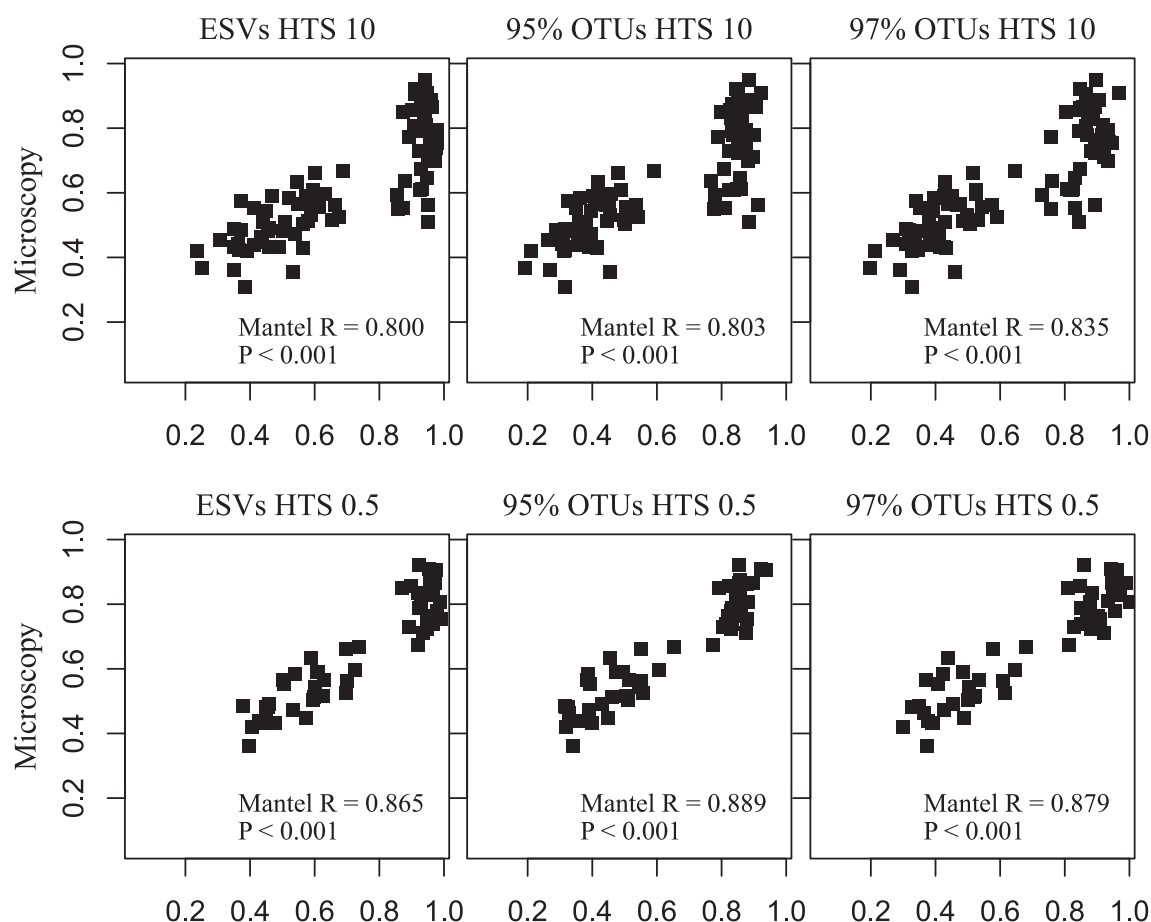 ESVs HTS 10 95% OTUs HTS 10 97% OTUs HTS 10
Microscopy
1.0
0.8
0.6
0.4
0.2
Mantel R = 0.800 Mantel R = 0.803 Mantel R = 0.835
P < 0.001 P < 0.001 P < 0.001
0.2 0.4 0.6 0.8 1.0 0.2 0.4 0.6 0.8 1.0 0.2 0.4 0.6 0.8 1.0
ESVs HTS 0.5 95% OTUs HTS 0.5 97% OTUs HTS 0.5
Microscopy
1.0
0.8
0.6
0.4
0.2
Mantel R = 0.865 Mantel R = 0.889 Mantel R = 0.879
P < 0.001 P < 0.001 P < 0.001
0.2 0.4 0.6 0.8 1.0 0.2 0.4 0.6 0.8 1.0 0.2 0.4 0.6 0.8 1.0